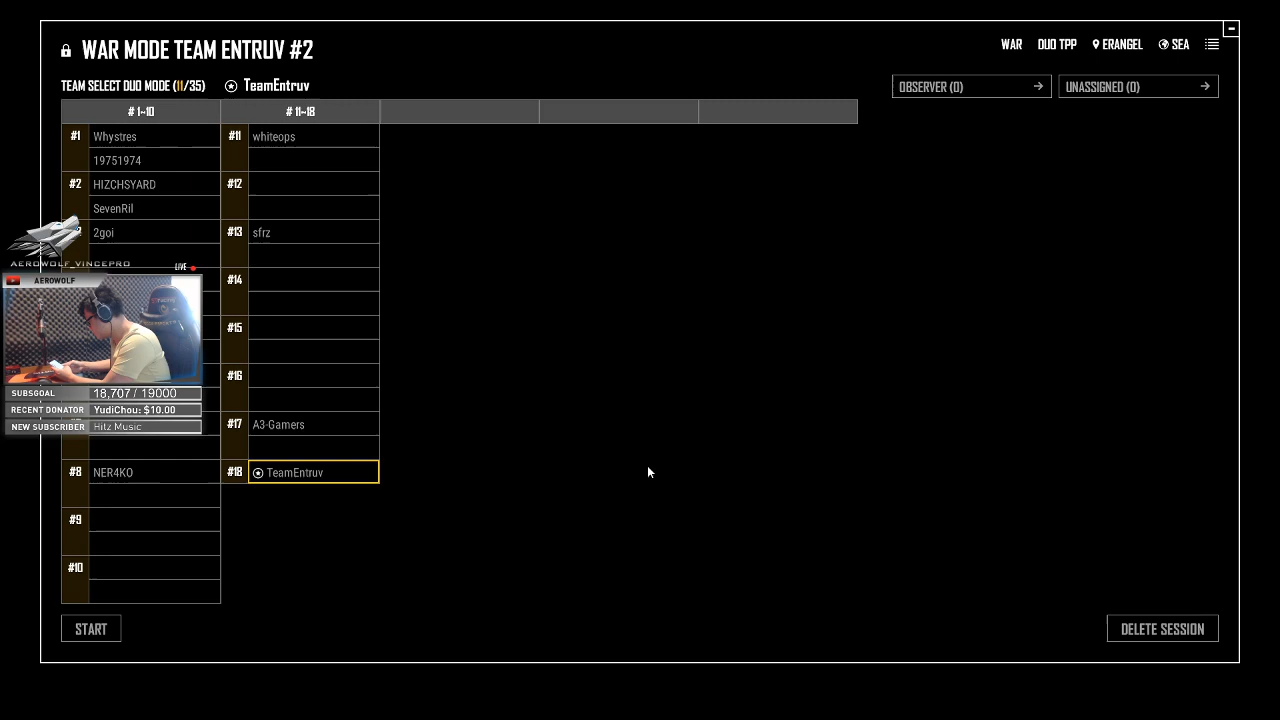 WAR MODE TEAM ENTRUV #2
WAR DUO TPP ERANGEL SEA
TEAM SELECT DUO MODE (11/35) TeamEntruv
OBSERVER (0) UNASSIGNED (0)
# 1~10 # 11~18
#1 Whystres #11 whiteops
19751974
#2 HIZCHSYARD #12
SevenRil
2goi #13 sfrz
AEROWOLF_VINCEPRO
LIVE
#14
AEROWOLF
#15
#16
SUBSGOAL 18,707 / 19000
RECENT DONATOR YudiChou: $10.00
NEW SUBSCRIBER Hitz Music
#17 A3-Gamers
#8 NER4KO #18 TeamEntruv
#9
#10
START DELETE SESSION